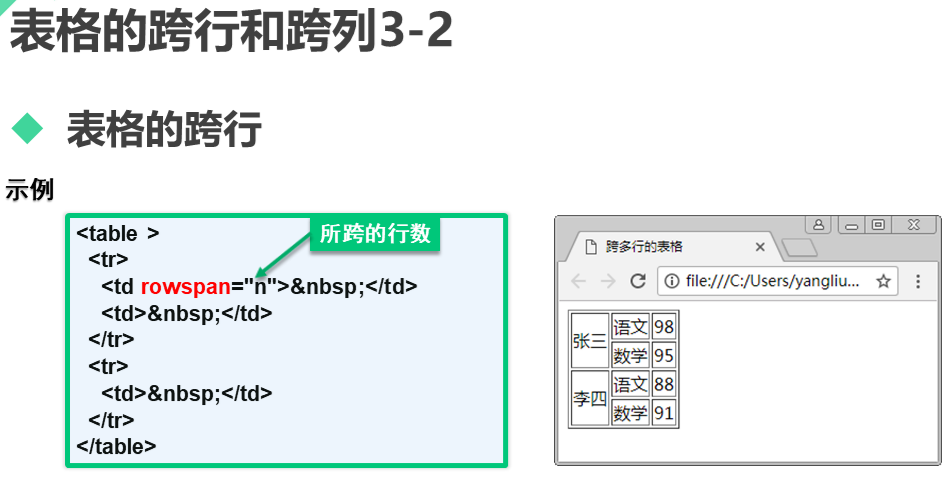 表格的跨行和跨列3-2
表格的跨行
示例
所跨的行数
<table >
<tr>
<td rowspan="n">&nbsp;</td>
<td>&nbsp;</td>
</tr>
<tr>
<td>&nbsp;</td>
</tr>
</table>
跨多行的表格
file:///C:/Users/yangliu...
张三 语文 98
数学 95
李四 语文 88
数学 91